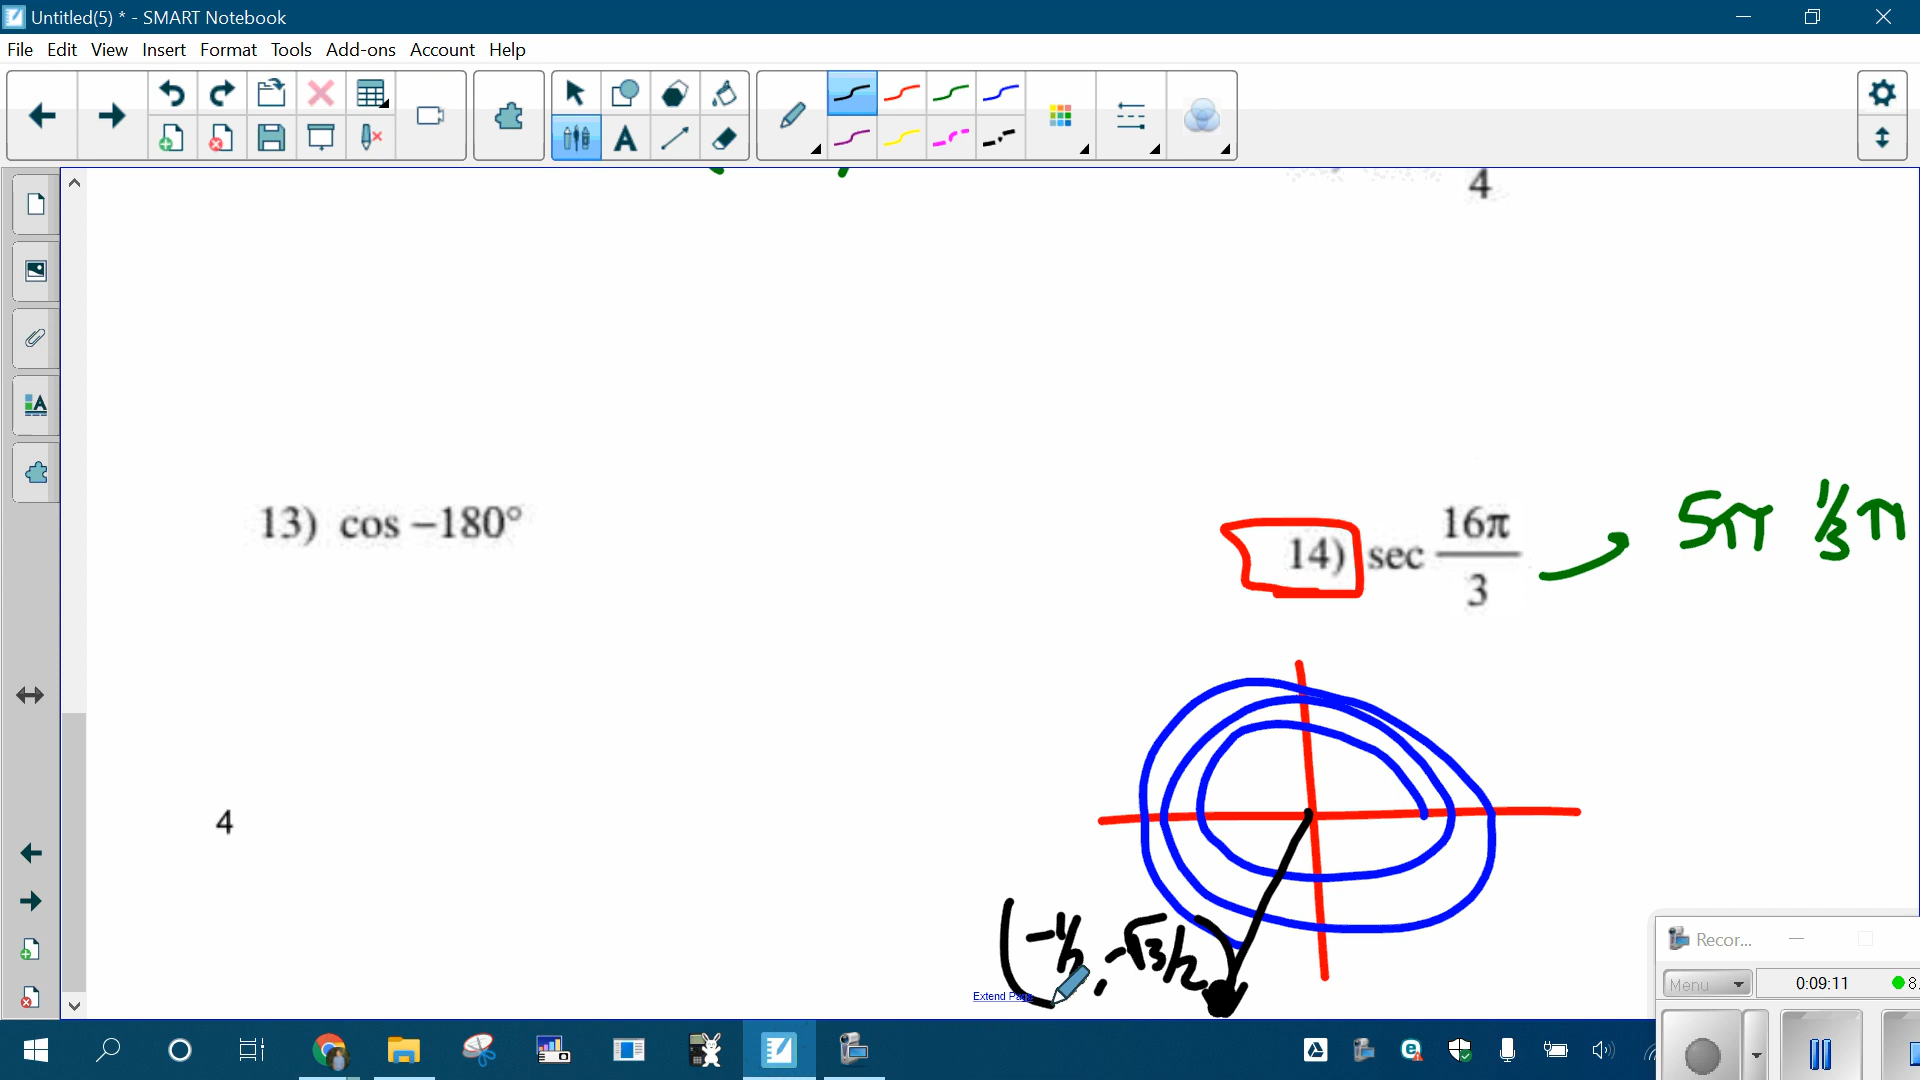 Untitled(5) * - SMART Notebook
File Edit View Insert Format Tools Add-ons Account Help
4
13) cos −180°
14) sec 16π/3
5π ⅓π
4
(-1/2, -√3/2)
Extend Page
Recor...
Menu
0:09:11
8.